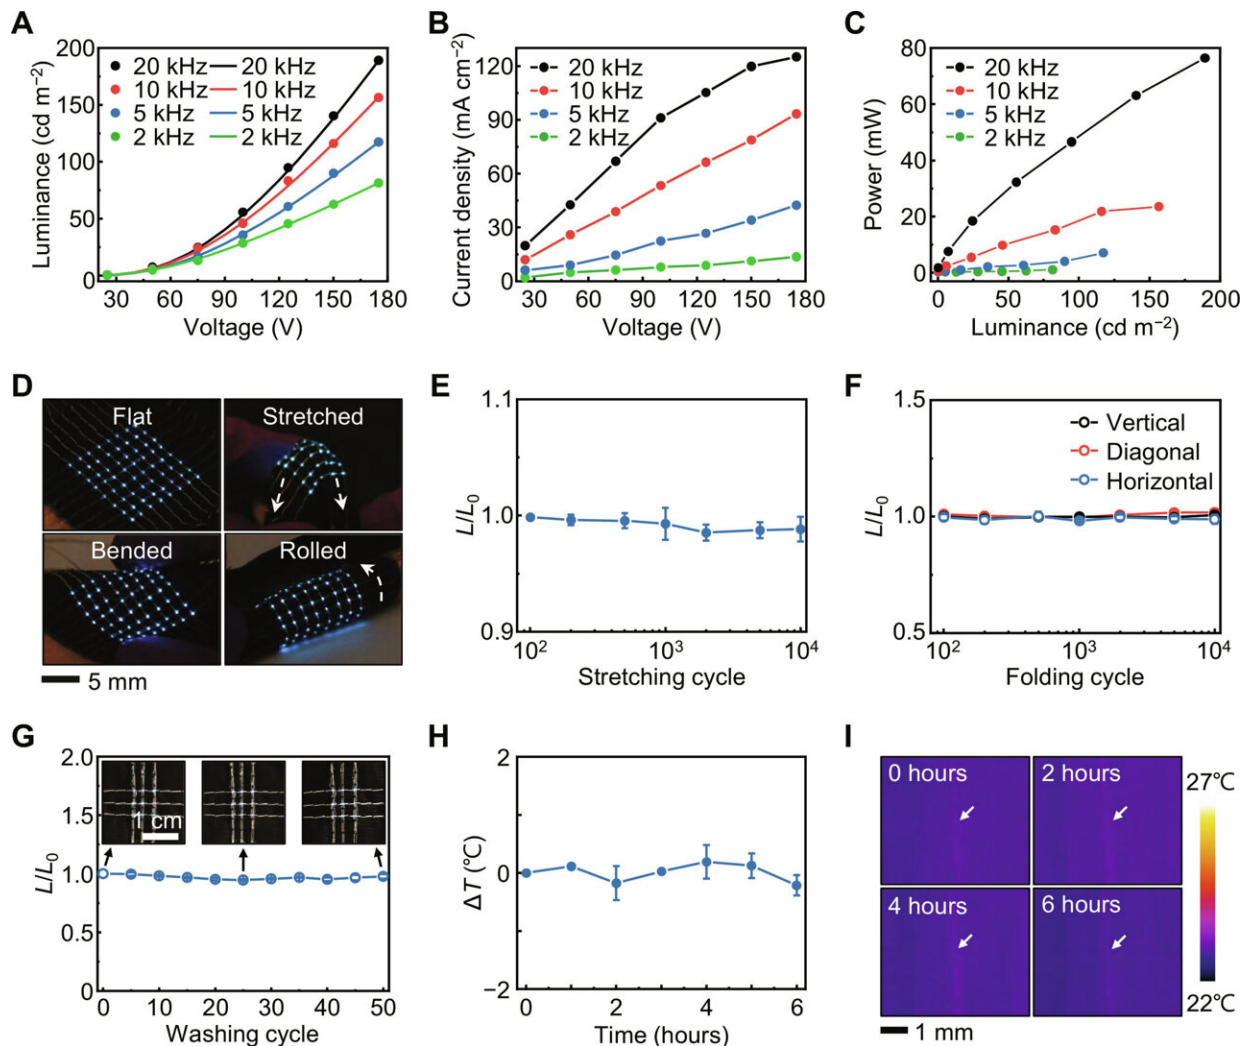 A
Luminance (cd m⁻²)
200
150
100
50
0
20 kHz 20 kHz
10 kHz 10 kHz
5 kHz 5 kHz
2 kHz 2 kHz
30 60 90 120 150 180
Voltage (V)
B
Current density (mA cm⁻²)
120
90
60
30
0
20 kHz
10 kHz
5 kHz
2 kHz
30 60 90 120 150 180
Voltage (V)
C
Power (mW)
80
60
40
20
0
20 kHz
10 kHz
5 kHz
2 kHz
0 50 100 150 200
Luminance (cd m⁻²)
D
Flat
Stretched
Bended
Rolled
5 mm
E
L/L₀
1.1
1.0
0.9
10² 10³ 10⁴
Stretching cycle
F
L/L₀
1.5
1.0
0.5
Vertical
Diagonal
Horizontal
10² 10³ 10⁴
Folding cycle
G
L/L₀
2.0
1.5
1.0
0.5
0
1 cm
0 10 20 30 40 50
Washing cycle
H
ΔT (℃)
2
0
−2
0 2 4 6
Time (hours)
I
0 hours
2 hours
4 hours
6 hours
27℃
22℃
1 mm